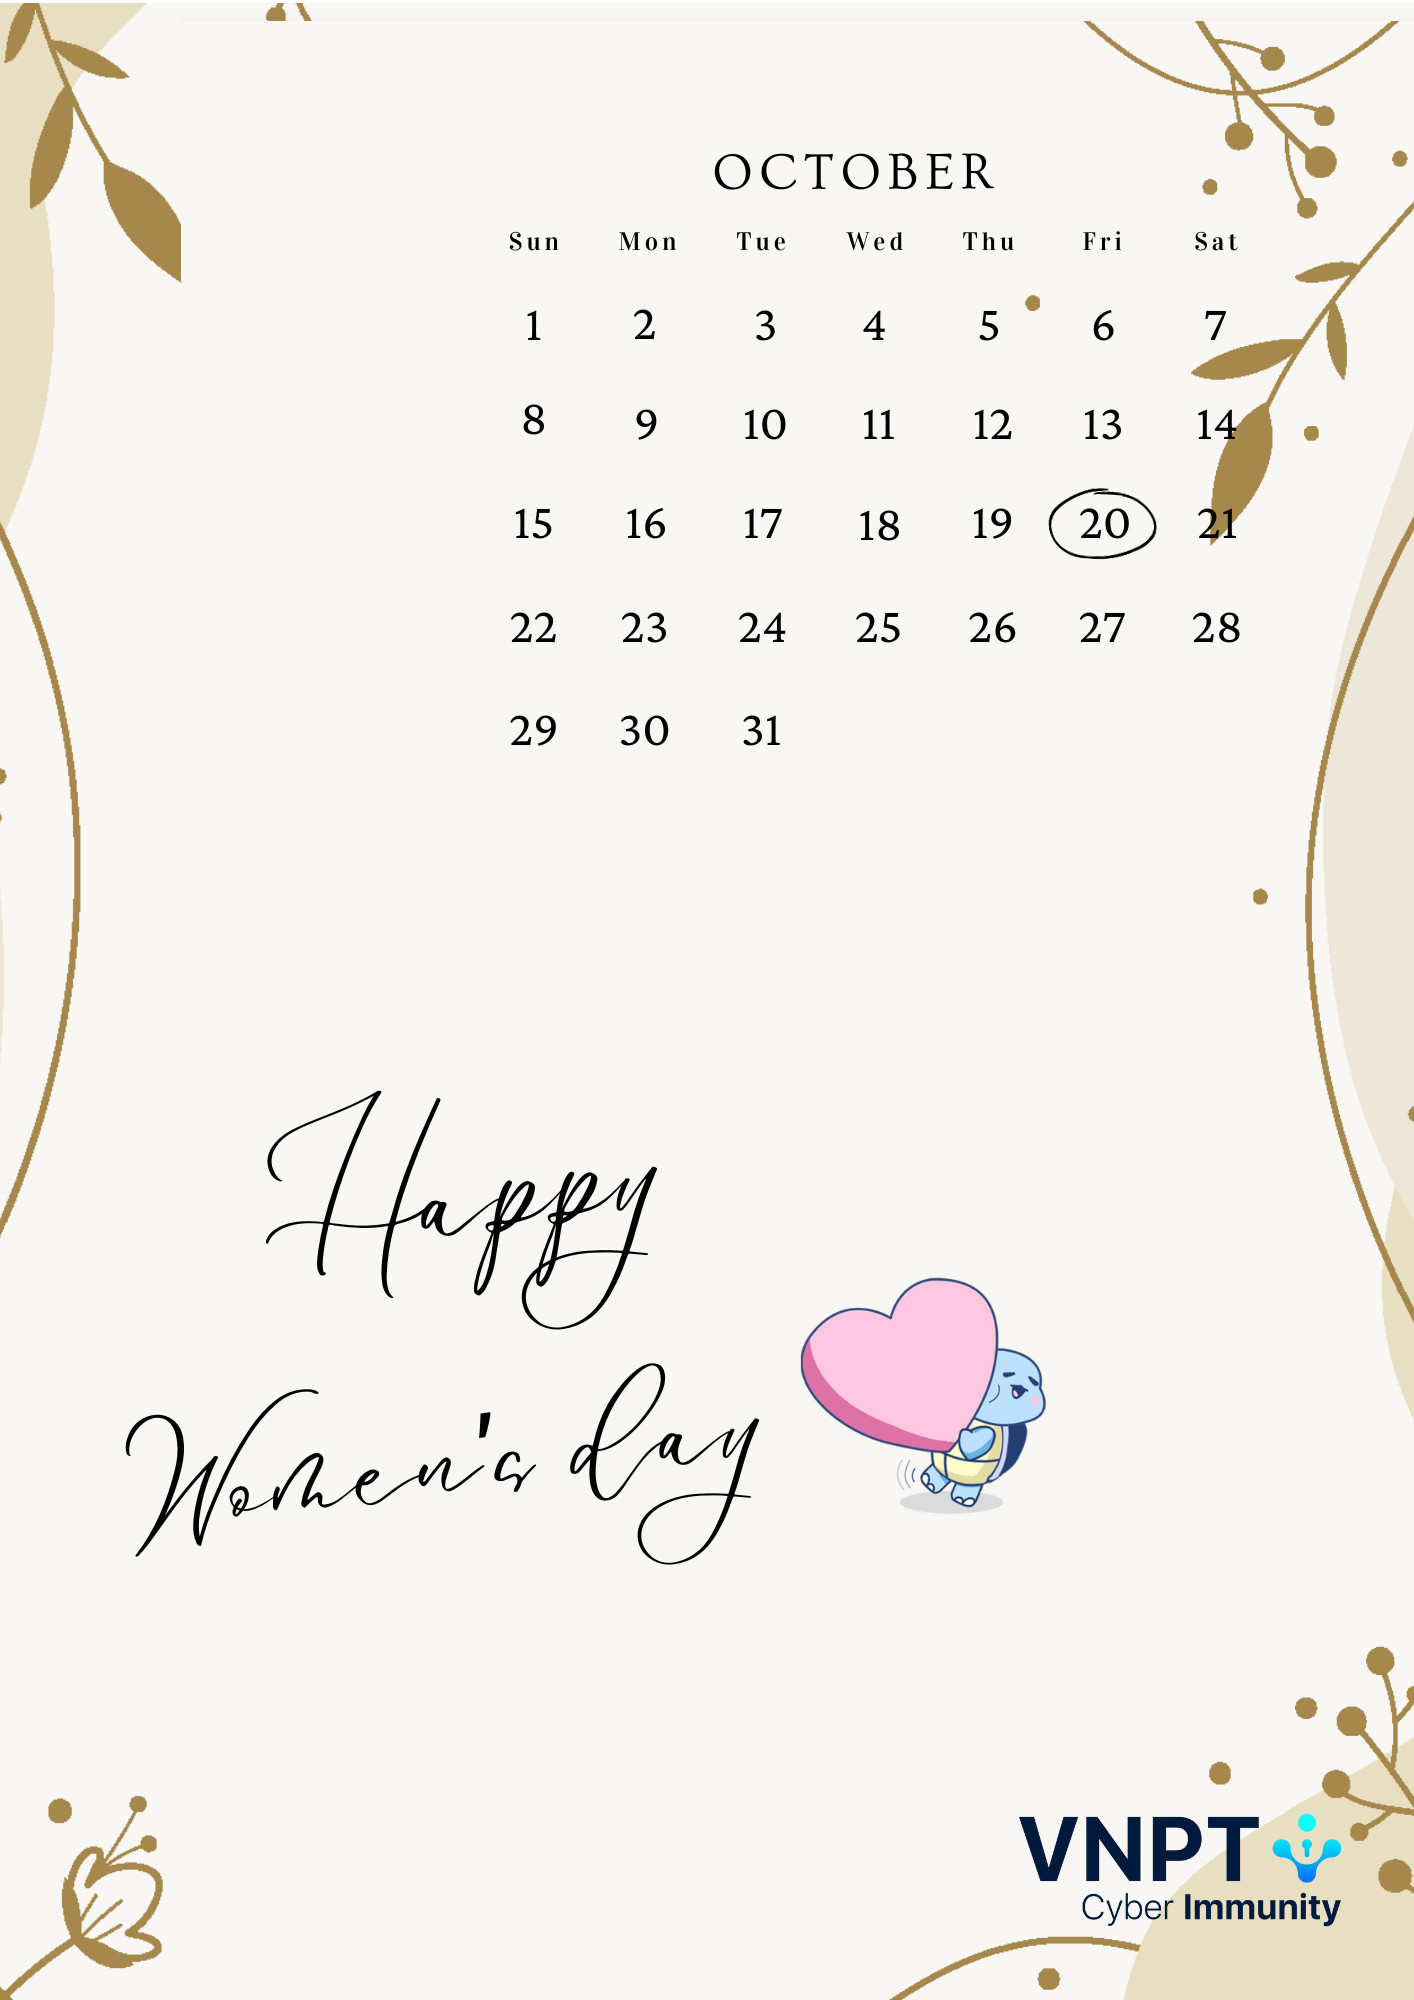 OCTOBER
Sun Mon Tue Wed Thu Fri Sat
1 2 3 4 5 6 7
8 9 10 11 12 13 14
15 16 17 18 19 20 21
22 23 24 25 26 27 28
29 30 31
Happy
Women's day
VNPT
Cyber Immunity